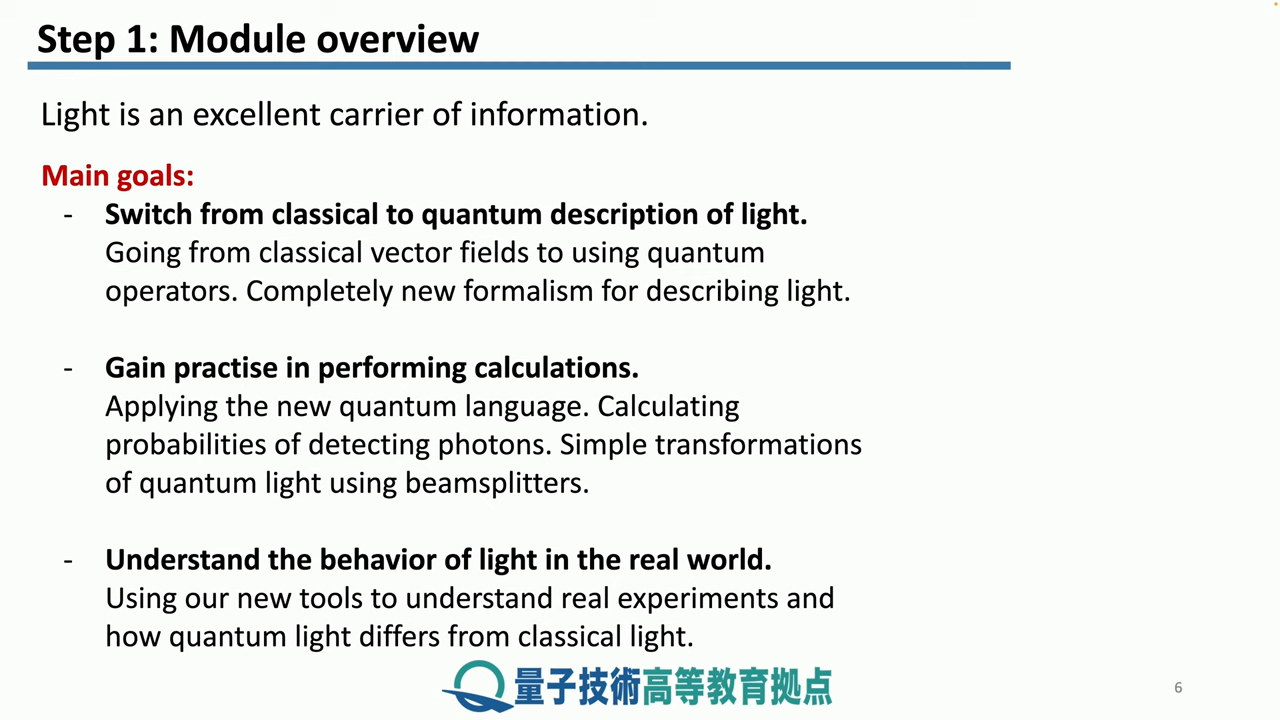 Step 1: Module overview
Light is an excellent carrier of information.
Main goals:
- Switch from classical to quantum description of light.
Going from classical vector fields to using quantum
operators. Completely new formalism for describing light.
- Gain practise in performing calculations.
Applying the new quantum language. Calculating
probabilities of detecting photons. Simple transformations
of quantum light using beamsplitters.
- Understand the behavior of light in the real world.
Using our new tools to understand real experiments and
how quantum light differs from classical light.
量子技術高等教育拠点
6